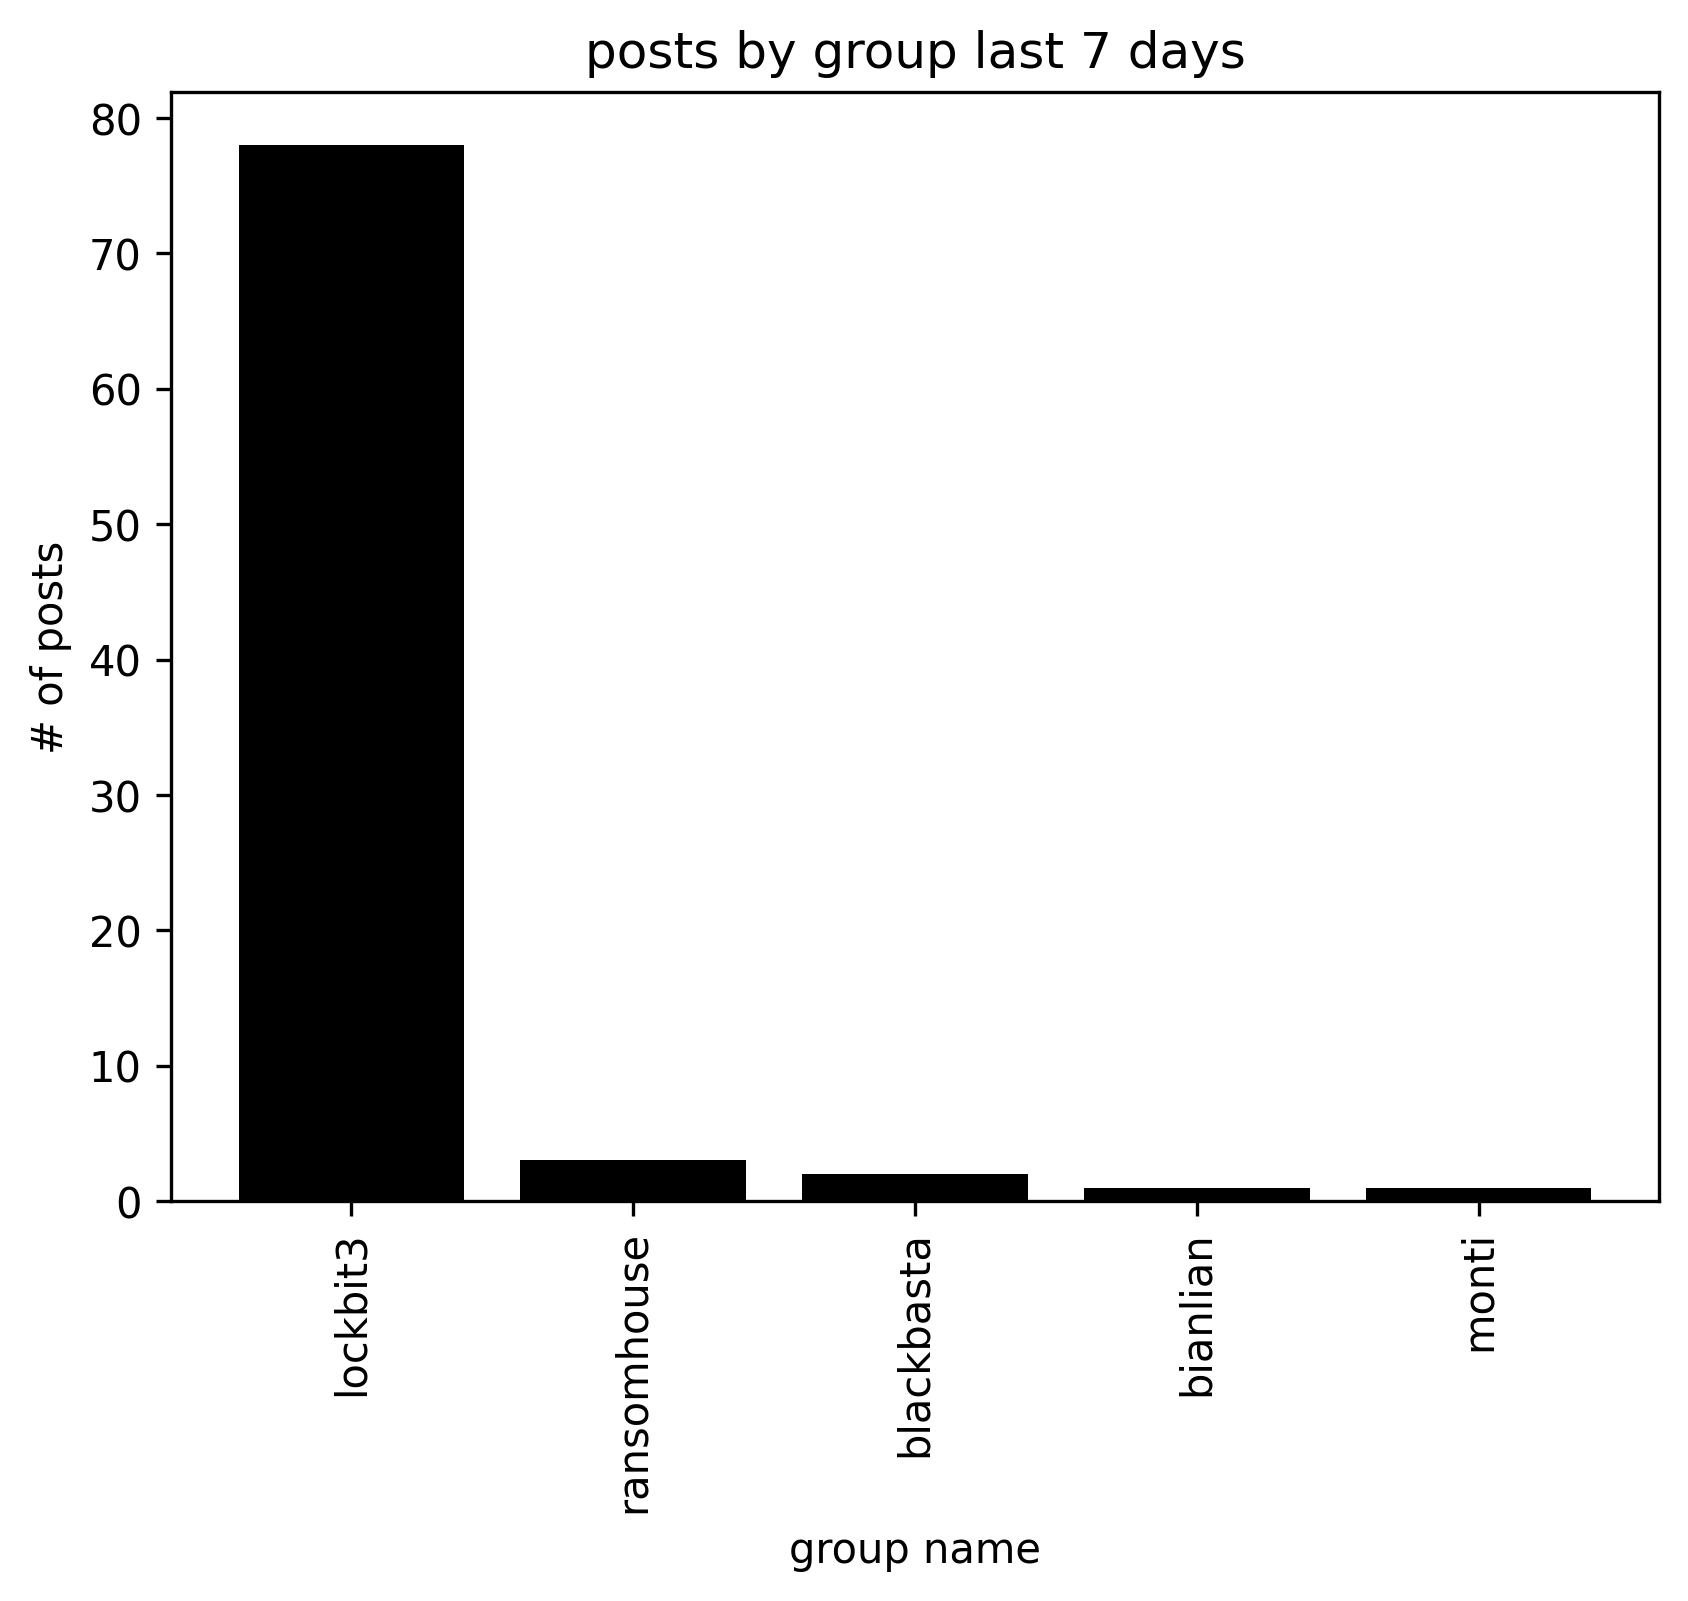 posts by group last 7 days
80
70
60
50
40
30
20
10
0
# of posts
lockbit3
ransomhouse
blackbasta
bianlian
monti
group name